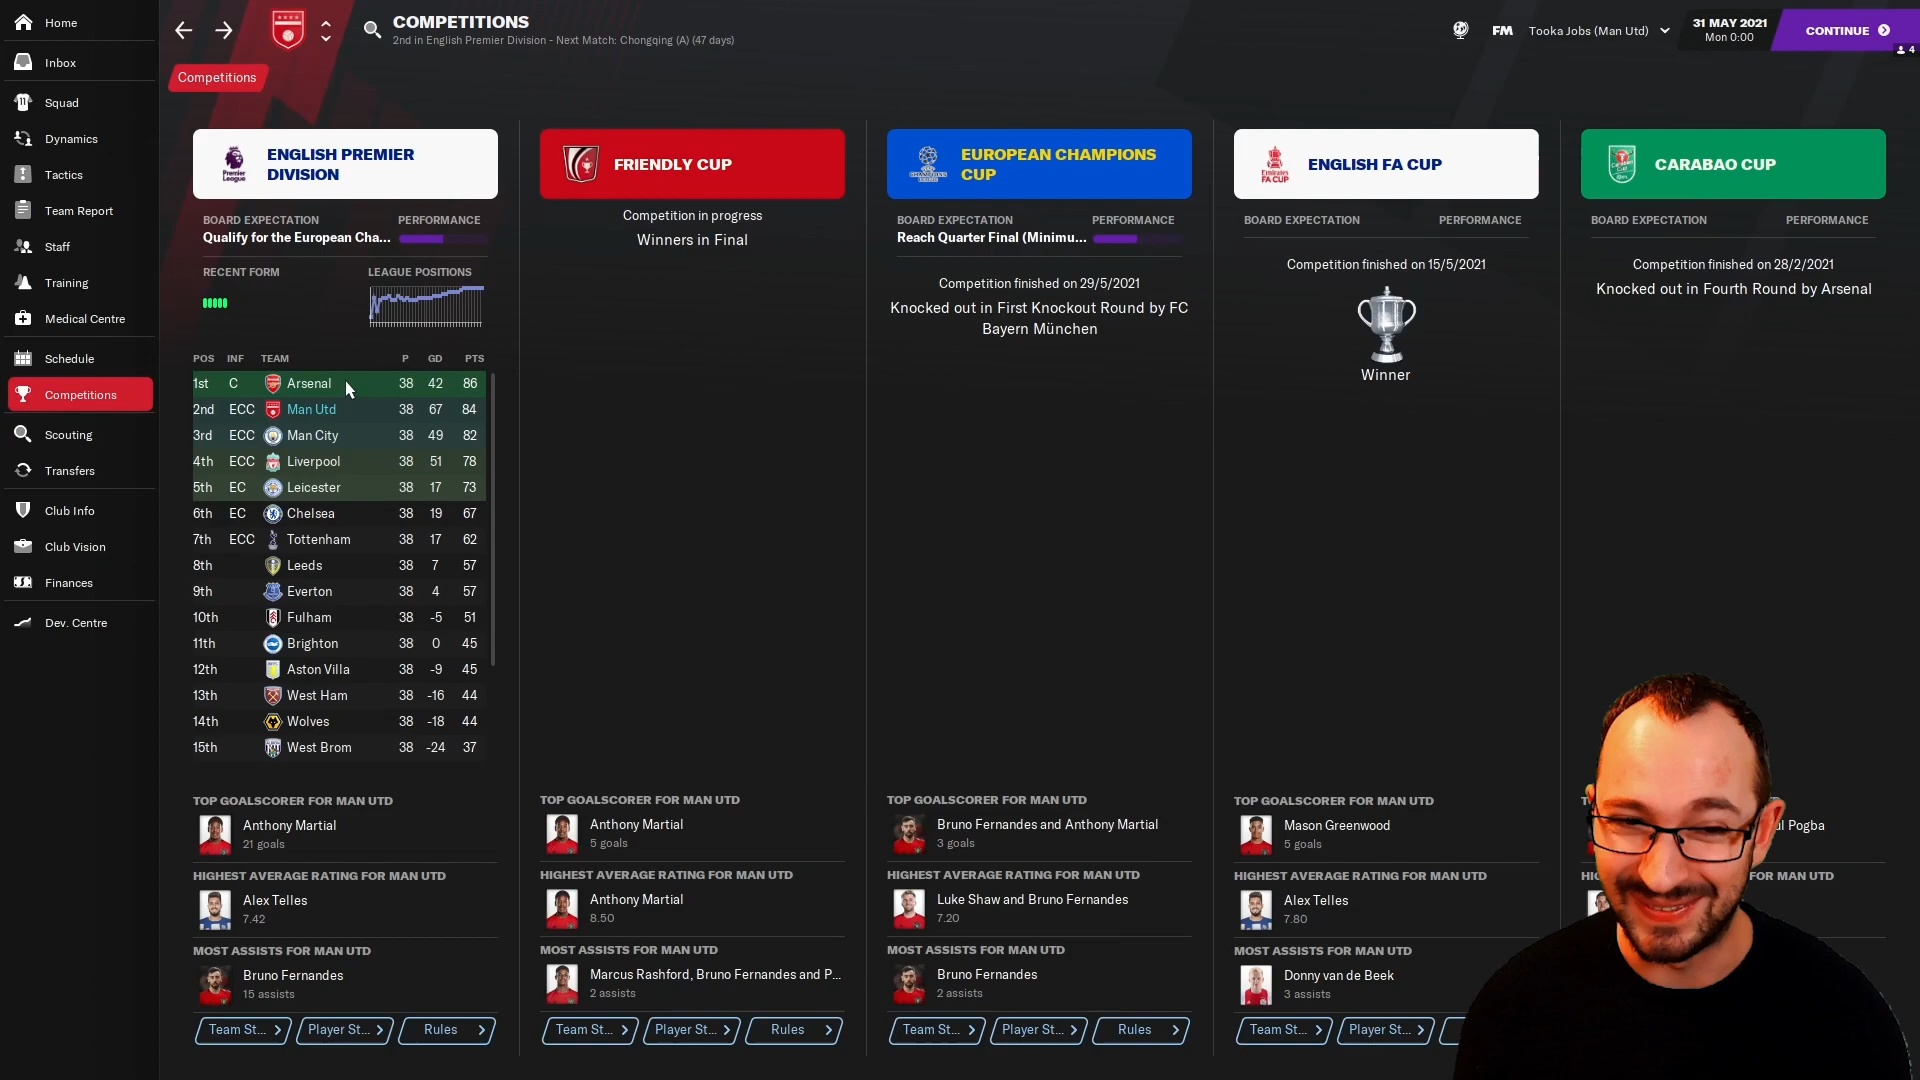 Home
Inbox
Squad
Dynamics
Tactics
Team Report
Staff
Training
Medical Centre
Schedule
Competitions
Scouting
Transfers
Club Info
Club Vision
Finances
Dev. Centre
COMPETITIONS
2nd in English Premier Division - Next Match: Chongqing (A) (47 days)
FM
Tooka Jobs (Man Utd)
31 MAY 2021
Mon 0:00
CONTINUE
4
Competitions
ENGLISH PREMIER
DIVISION
BOARD EXPECTATION PERFORMANCE
Qualify for the European Cha...
RECENT FORM LEAGUE POSITIONS
POS INF TEAM P GD PTS
1st C Arsenal 38 42 86
2nd ECC Man Utd 38 67 84
3rd ECC Man City 38 49 82
4th ECC Liverpool 38 51 78
5th EC Leicester 38 17 73
6th EC Chelsea 38 19 67
7th ECC Tottenham 38 17 62
8th Leeds 38 7 57
9th Everton 38 4 57
10th Fulham 38 -5 51
11th Brighton 38 0 45
12th Aston Villa 38 -9 45
13th West Ham 38 -16 44
14th Wolves 38 -18 44
15th West Brom 38 -24 37
TOP GOALSCORER FOR MAN UTD
Anthony Martial
21 goals
HIGHEST AVERAGE RATING FOR MAN UTD
Alex Telles
7.42
MOST ASSISTS FOR MAN UTD
Bruno Fernandes
15 assists
Team St... Player St... Rules
FRIENDLY CUP
Competition in progress
Winners in Final
TOP GOALSCORER FOR MAN UTD
Anthony Martial
5 goals
HIGHEST AVERAGE RATING FOR MAN UTD
Anthony Martial
8.50
MOST ASSISTS FOR MAN UTD
Marcus Rashford, Bruno Fernandes and P...
2 assists
Team St... Player St... Rules
EUROPEAN CHAMPIONS
CUP
BOARD EXPECTATION PERFORMANCE
Reach Quarter Final (Minimu...
Competition finished on 29/5/2021
Knocked out in First Knockout Round by FC
Bayern München
TOP GOALSCORER FOR MAN UTD
Bruno Fernandes and Anthony Martial
3 goals
HIGHEST AVERAGE RATING FOR MAN UTD
Luke Shaw and Bruno Fernandes
7.20
MOST ASSISTS FOR MAN UTD
Bruno Fernandes
2 assists
Team St... Player St... Rules
ENGLISH FA CUP
BOARD EXPECTATION PERFORMANCE
Competition finished on 15/5/2021
Winner
TOP GOALSCORER FOR MAN UTD
Mason Greenwood
5 goals
HIGHEST AVERAGE RATING FOR MAN UTD
Alex Telles
7.80
MOST ASSISTS FOR MAN UTD
Donny van de Beek
3 assists
Team St... Player St...
CARABAO CUP
BOARD EXPECTATION PERFORMANCE
Competition finished on 28/2/2021
Knocked out in Fourth Round by Arsenal
Pogba
FOR MAN UTD